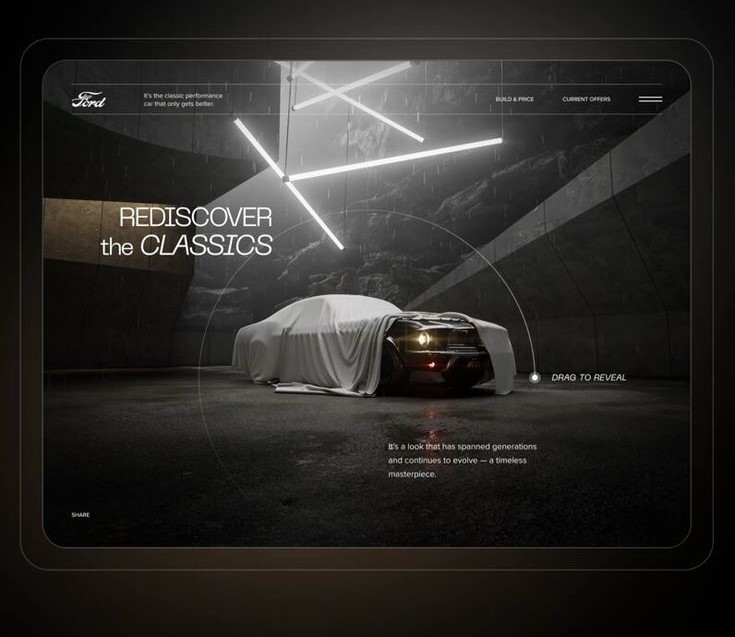 Ford
It's the classic performance
car that only gets better.
BUILD & PRICE
CURRENT OFFERS
REDISCOVER
the CLASSICS
DRAG TO REVEAL
It's a look that has spanned generations
and continues to evolve — a timeless
masterpiece.
SHARE